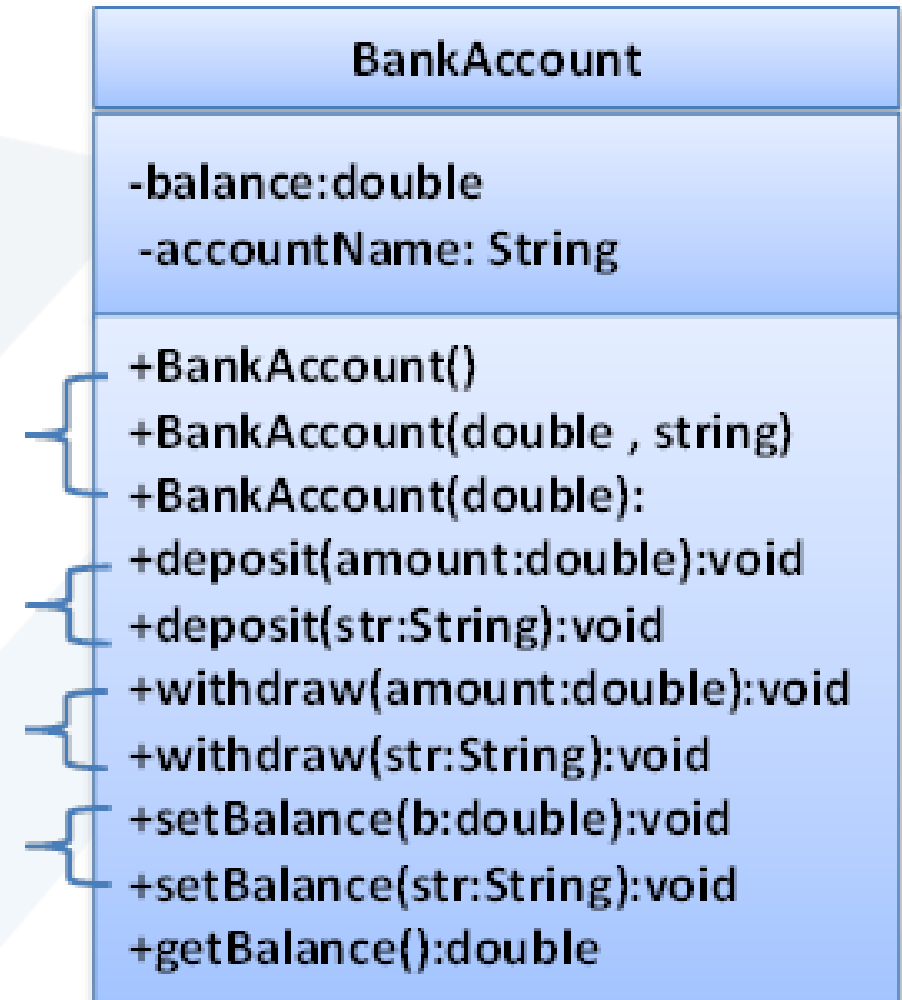 BankAccount
-balance:double
-accountName: String
+BankAccount()
+BankAccount(double , string)
+BankAccount(double):
+deposit(amount:double):void
+deposit(str:String):void
+withdraw(amount:double):void
+withdraw(str:String):void
+setBalance(b:double):void
+setBalance(str:String):void
+getBalance():double